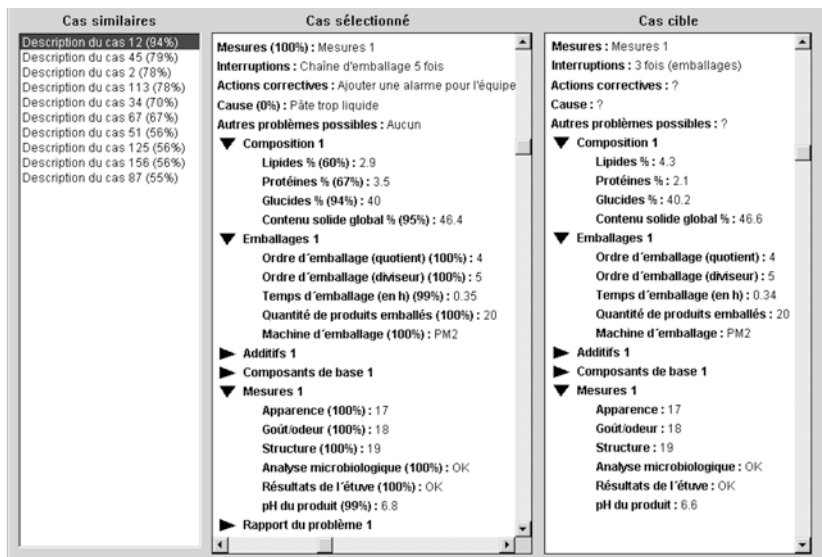 Cas similaires
Description du cas 12 (94%)
Description du cas 45 (79%)
Description du cas 2 (78%)
Description du cas 113 (78%)
Description du cas 34 (70%)
Description du cas 67 (67%)
Description du cas 51 (56%)
Description du cas 125 (56%)
Description du cas 156 (56%)
Description du cas 87 (55%)
Cas sélectionné
Mesures (100%) : Mesures 1
Interruptions : Chaîne d'emballage 5 fois
Actions correctives : Ajouter une alarme pour l'équipe
Cause (0%) : Pâte trop liquide
Autres problèmes possibles : Aucun
Composition 1
Lipides % (60%) : 2.9
Protéines % (67%) : 3.5
Glucides % (94%) : 40
Contenu solide global % (95%) : 46.4
Emballages 1
Ordre d´emballage (quotient) (100%) : 4
Ordre d´emballage (diviseur) (100%) : 5
Temps d´emballage (en h) (99%) : 0.35
Quantité de produits emballés (100%) : 20
Machine d´emballage (100%) : PM2
Additifs 1
Composants de base 1
Mesures 1
Apparence (100%) : 17
Goût/odeur (100%) : 18
Structure (100%) : 19
Analyse microbiologique (100%) : OK
Résultats de l´étuve (100%) : OK
pH du produit (99%) : 6.8
Rapport du problème 1
Cas cible
Mesures : Mesures 1
Interruptions : 3 fois (emballages)
Actions correctives : ?
Cause : ?
Autres problèmes possibles : ?
Composition 1
Lipides % : 4.3
Protéines % : 2.1
Glucides % : 40.2
Contenu solide global % : 46.6
Emballages 1
Ordre d´emballage (quotient) : 4
Ordre d´emballage (diviseur) : 5
Temps d´emballage (en h) : 0.34
Quantité de produits emballés : 20
Machine d´emballage : PM2
Additifs 1
Composants de base 1
Mesures 1
Apparence : 17
Goût/odeur : 18
Structure : 19
Analyse microbiologique : OK
Résultats de l´étuve : OK
pH du produit : 6.6